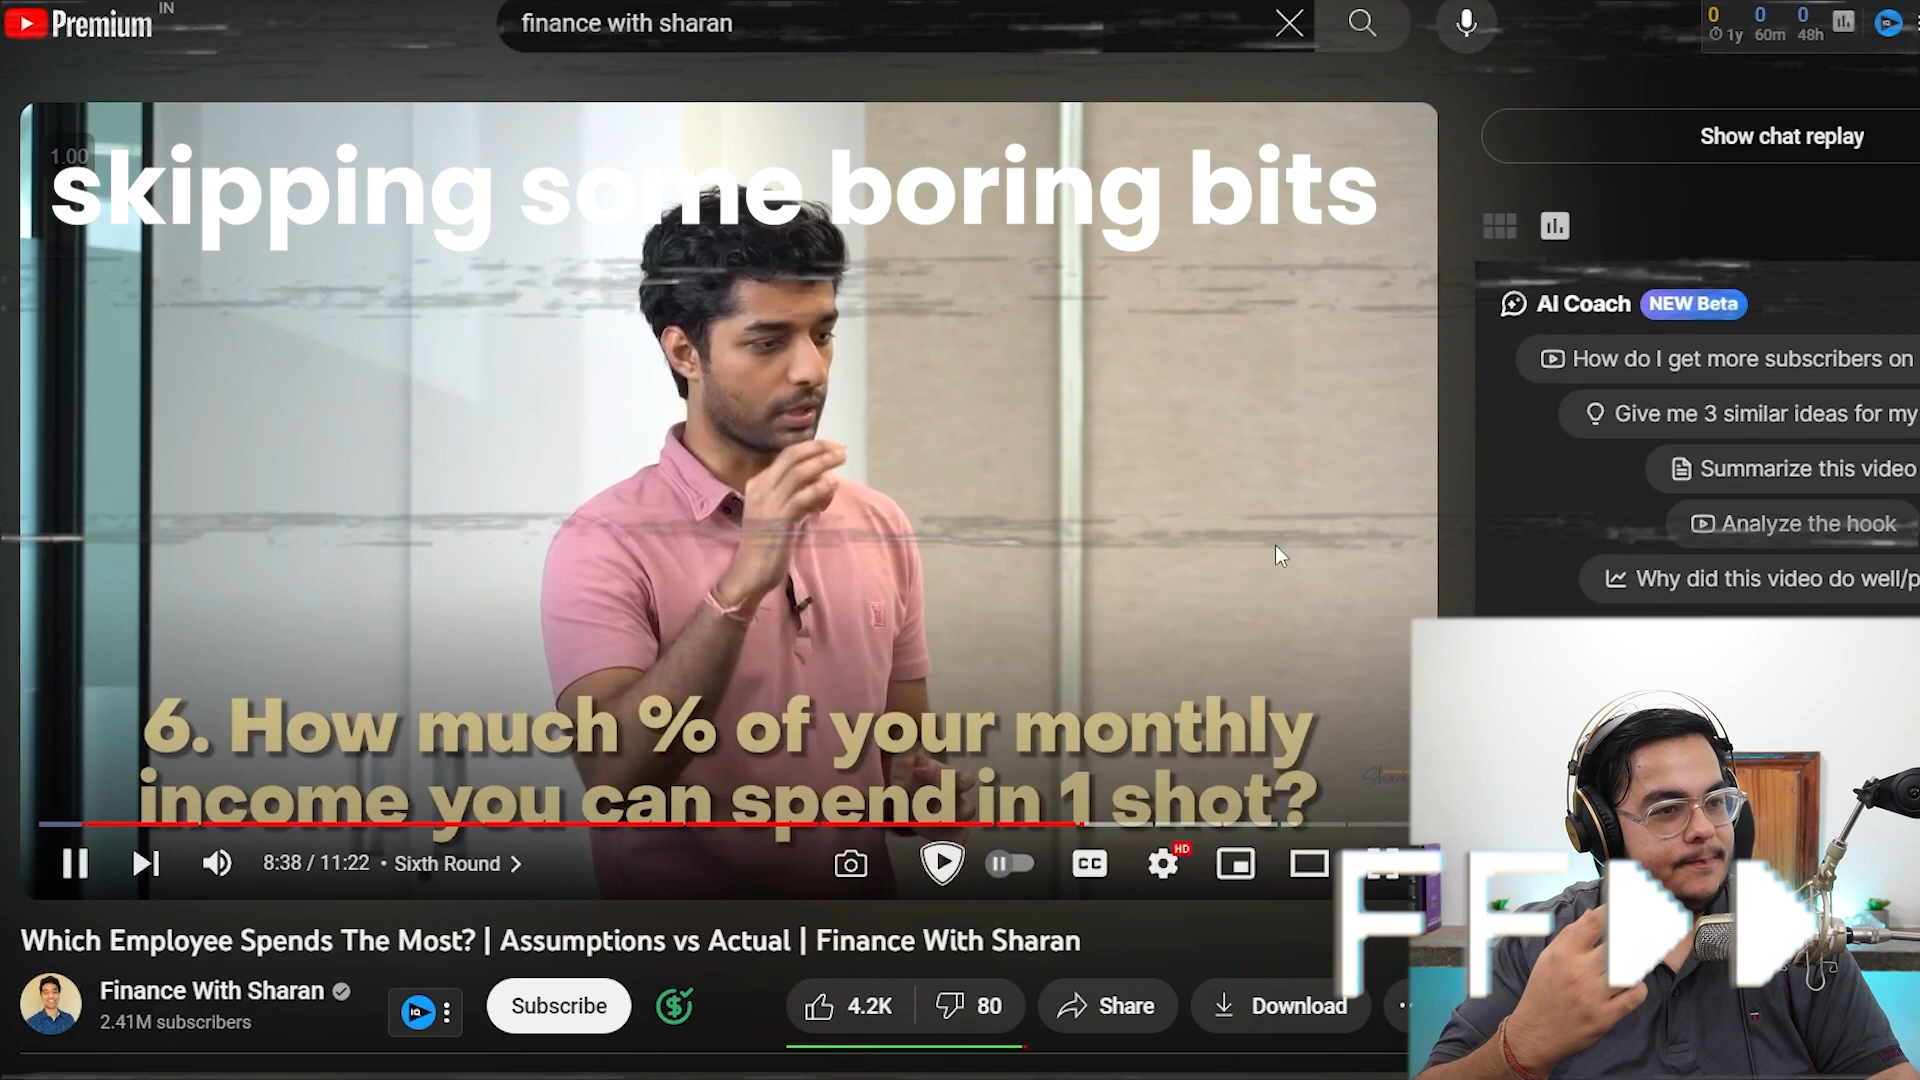 Premium IN
finance with sharan
0 0 0
1y 60m 48h
Show chat replay
1.00
skipping some boring bits
AI Coach NEW Beta
How do I get more subscribers on
Give me 3 similar ideas for my
Summarize this video
Analyze the hook
Why did this video do well/p
6. How much % of your monthly
income you can spend in 1 shot?
8:38 / 11:22 • Sixth Round
CC
HD
FF
Which Employee Spends The Most? | Assumptions vs Actual | Finance With Sharan
Finance With Sharan
2.41M subscribers
IQ
Subscribe
4.2K
80
Share
Download